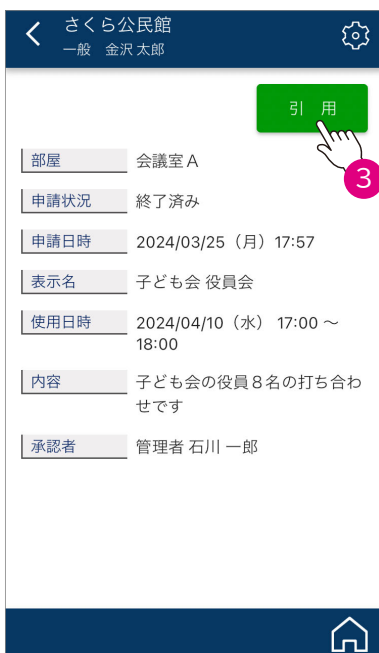 さくら公民館
一般 金沢 太郎
引 用
3
部屋 会議室 A
申請状況 終了済み
申請日時 2024/03/25（月）17:57
表示名 子ども会 役員会
使用日時 2024/04/10（水） 17:00 ～
18:00
内容 子ども会の役員８名の打ち合わ
せです
承認者 管理者 石川 一郎